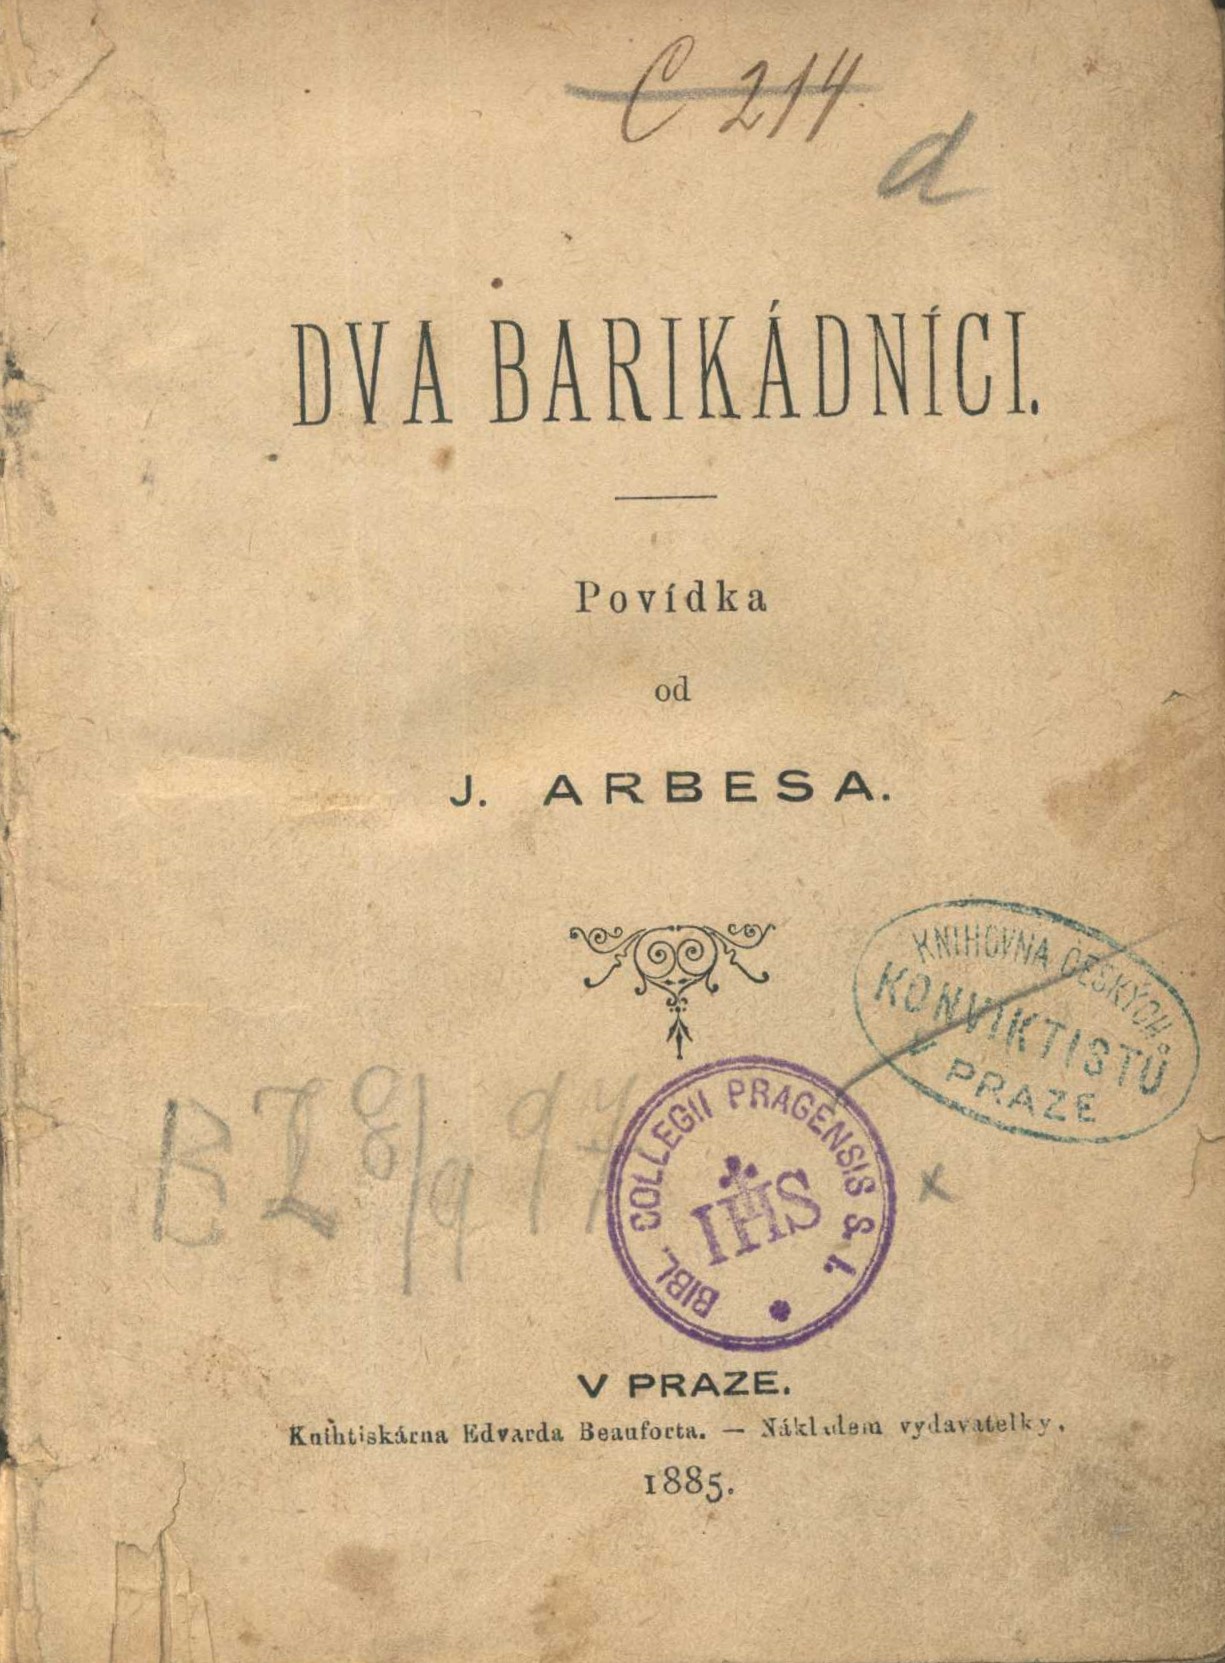 C 214.
d
DVA BARIKÁDNÍCI.
Povídka
od
J. ARBESA.
KNIHOVNA ČESKÝCH
KONVIKTISTŮ
V PRAZE
BIBL. COLLEGII PRAGENSIS S. I.
IHS
x
V PRAZE.
Knihtiskárna Edvarda Beauforta. — Nákladem vydavatelky.
1885.